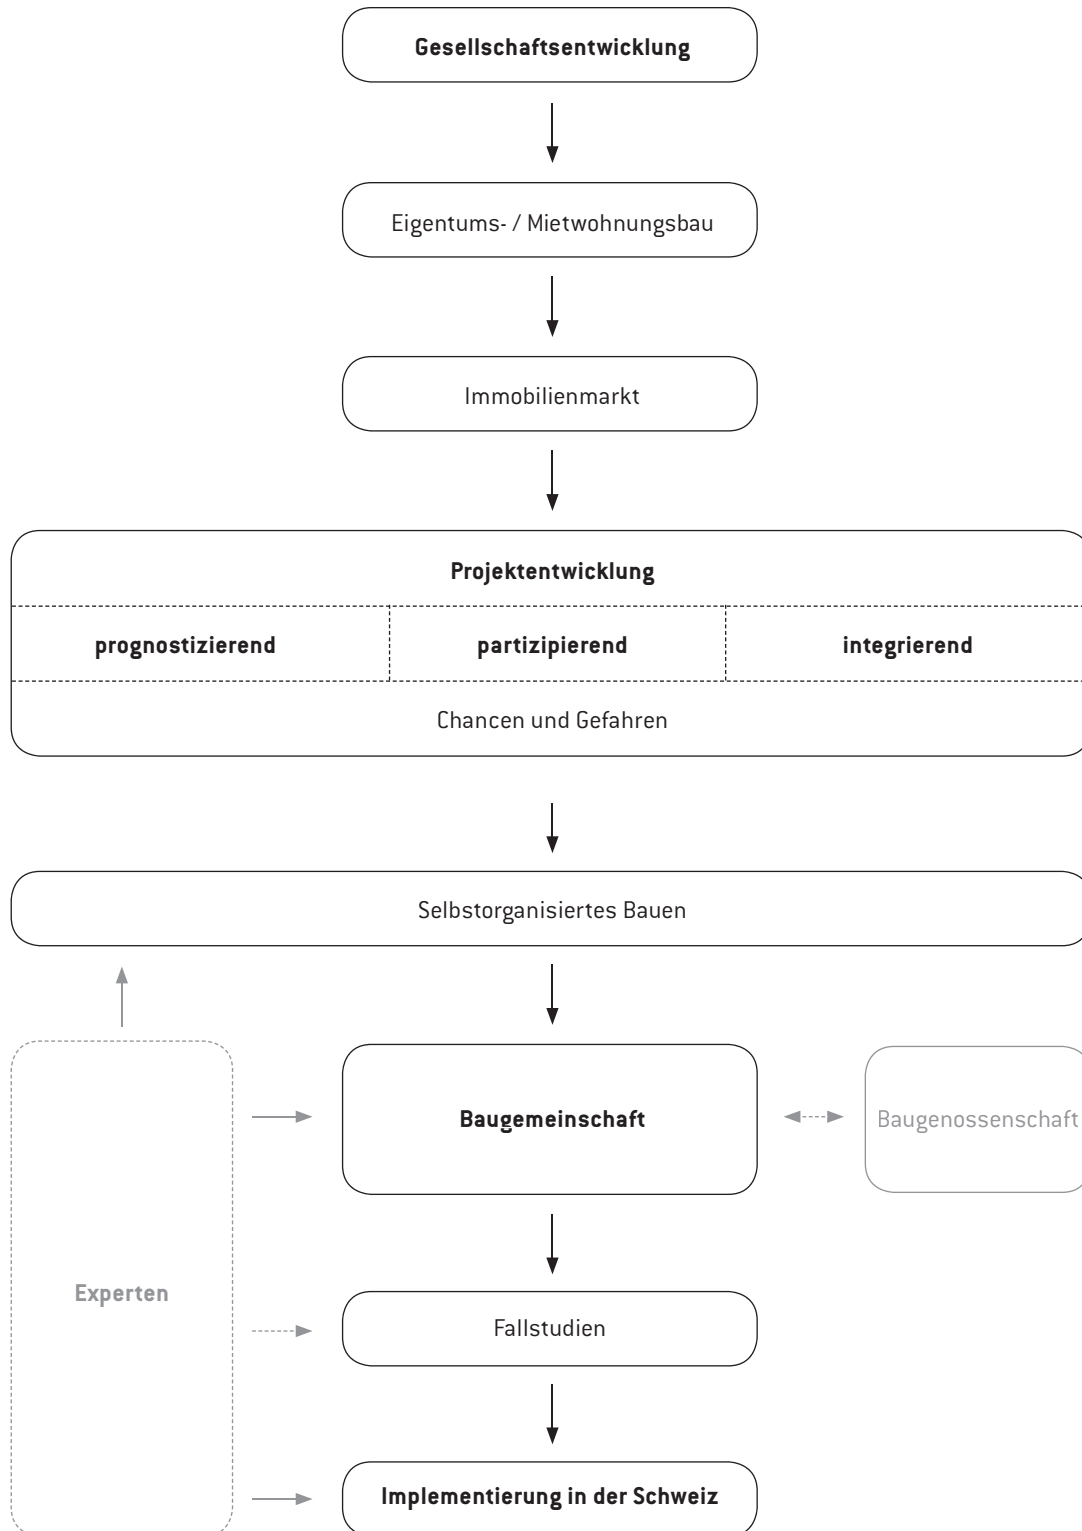 Gesellschaftsentwicklung
Eigentums- / Mietwohnungsbau
Immobilienmarkt
Projektentwicklung
prognostizierend partizipierend integrierend
Chancen und Gefahren
Selbstorganisiertes Bauen
Baugemeinschaft
Baugenossenschaft
Experten
Fallstudien
Implementierung in der Schweiz